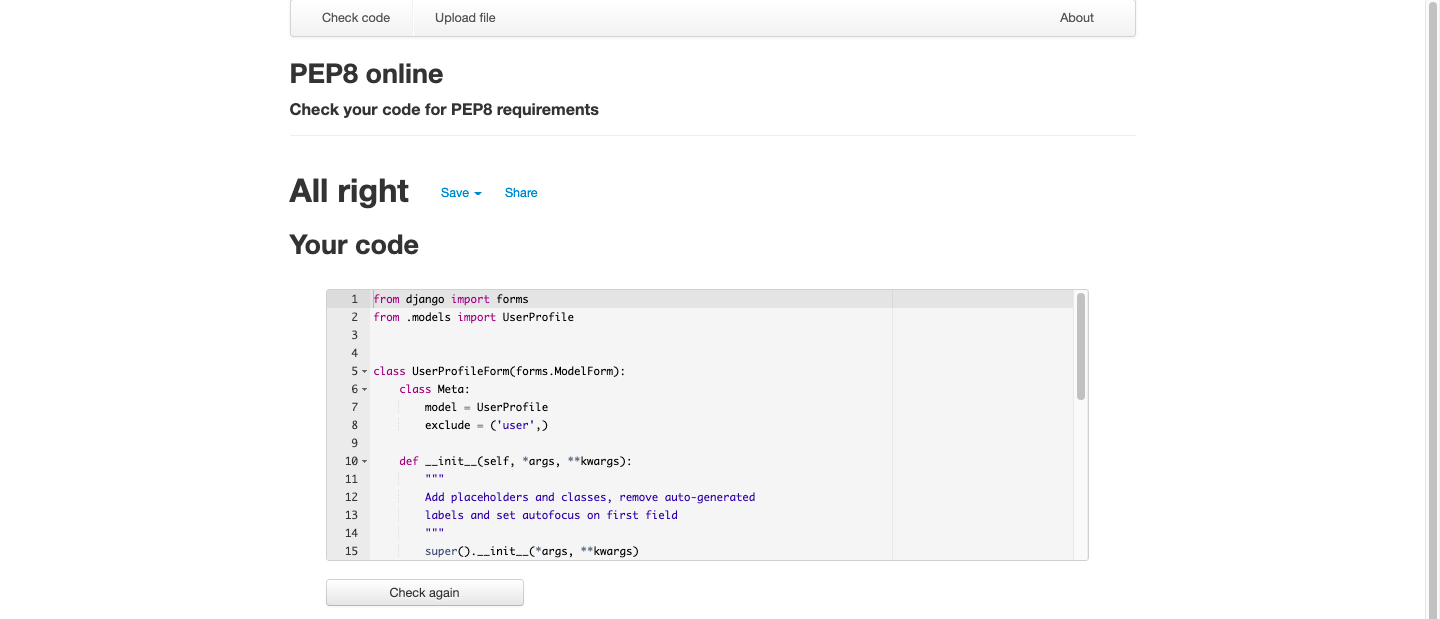 Check code Upload file About
PEP8 online
Check your code for PEP8 requirements
All right Save Share
Your code
1 from django import forms
2 from .models import UserProfile
3
4
5 class UserProfileForm(forms.ModelForm):
6 class Meta:
7 model = UserProfile
8 exclude = ('user',)
9
10 def __init__(self, *args, **kwargs):
11 """
12 Add placeholders and classes, remove auto-generated
13 labels and set autofocus on first field
14 """
15 super().__init__(*args, **kwargs)
Check again